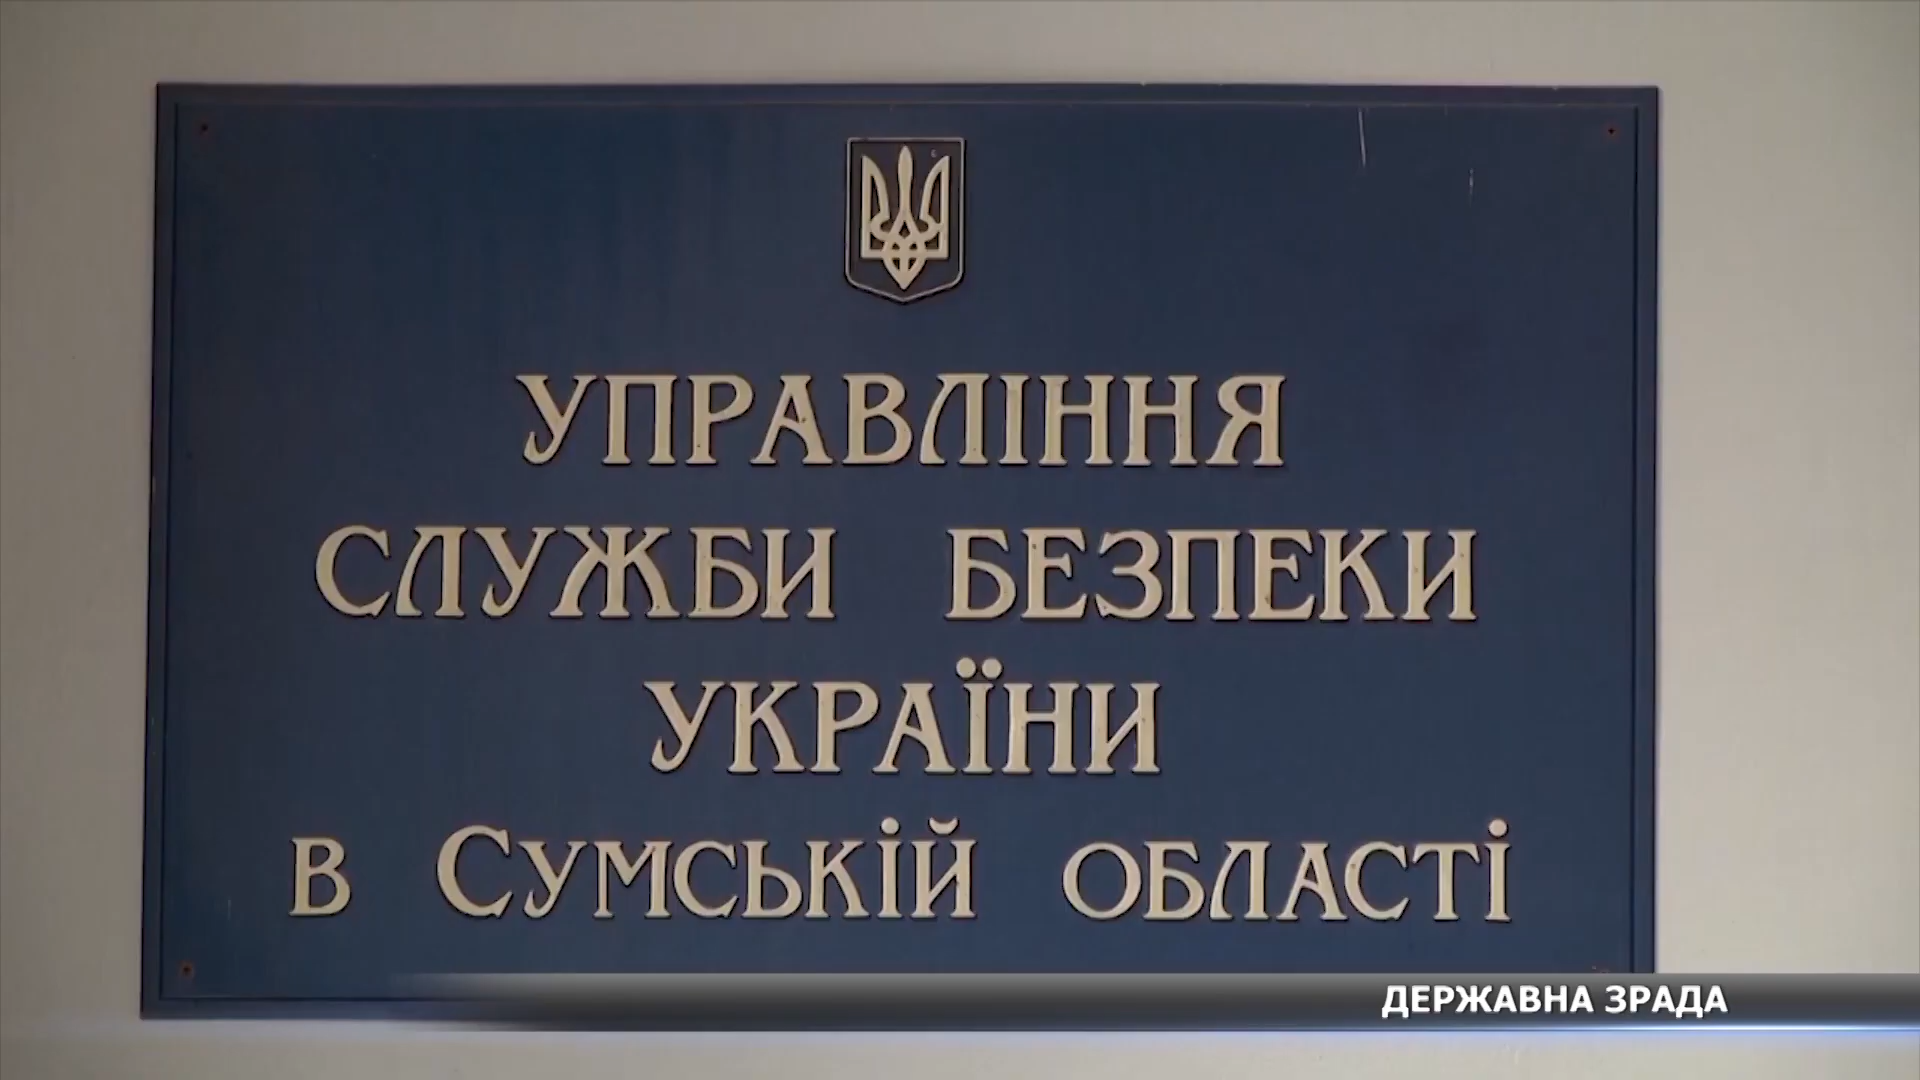 УПРАВЛІННЯ
СЛУЖБИ БЕЗПЕКИ
УКРАЇНИ
В СУМСЬКІЙ ОБЛАСТІ
ДЕРЖАВНА ЗРАДА